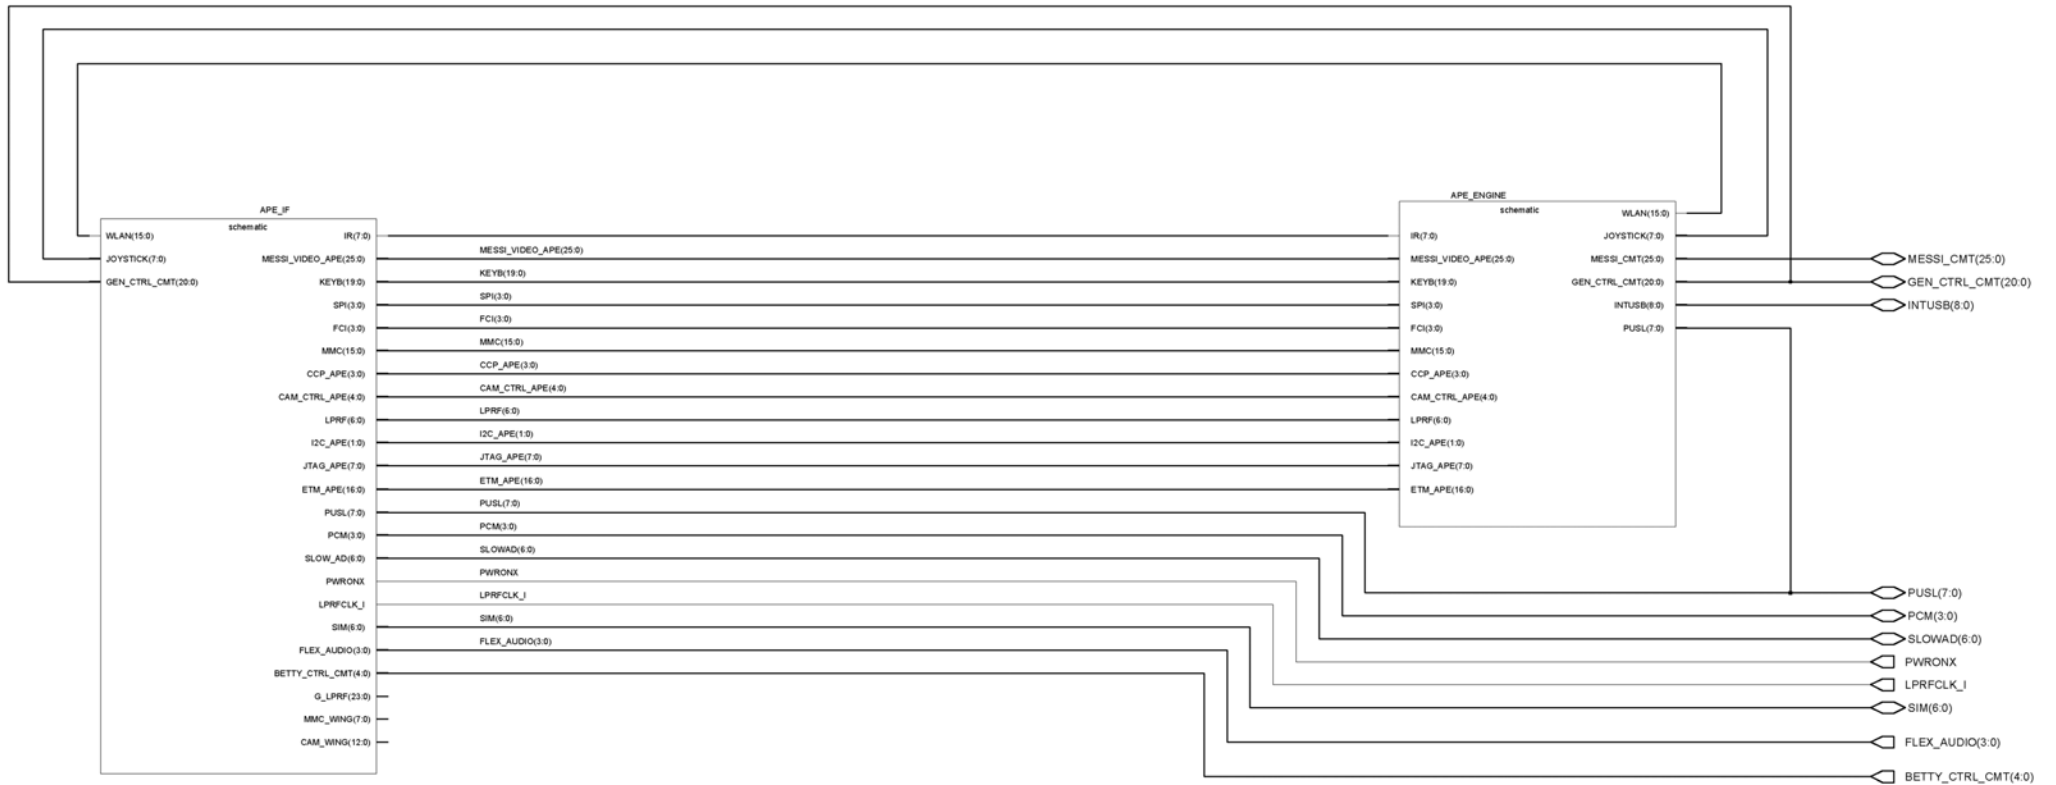 APE_IF
schematic
WLAN(15:0)
JOYSTICK(7:0)
GEN_CTRL_CMT(20:0)
IR(7:0)
MESSI_VIDEO_APE(25:0)
KEYB(19:0)
SPI(3:0)
FCI(3:0)
MMC(15:0)
CCP_APE(3:0)
CAM_CTRL_APE(4:0)
LPRF(6:0)
I2C_APE(1:0)
JTAG_APE(7:0)
ETM_APE(16:0)
PUSL(7:0)
PCM(3:0)
SLOW_AD(6:0)
PWRONX
LPRFCLK_I
SIM(6:0)
FLEX_AUDIO(3:0)
BETTY_CTRL_CMT(4:0)
G_LPRF(23:0)
MMC_WING(7:0)
CAM_WING(12:0)
MESSI_VIDEO_APE(25:0)
KEYB(19:0)
SPI(3:0)
FCI(3:0)
MMC(15:0)
CCP_APE(3:0)
CAM_CTRL_APE(4:0)
LPRF(6:0)
I2C_APE(1:0)
JTAG_APE(7:0)
ETM_APE(16:0)
PUSL(7:0)
PCM(3:0)
SLOWAD(6:0)
PWRONX
LPRFCLK_I
SIM(6:0)
FLEX_AUDIO(3:0)
APE_ENGINE
schematic
IR(7:0)
MESSI_VIDEO_APE(25:0)
KEYB(19:0)
SPI(3:0)
FCI(3:0)
MMC(15:0)
CCP_APE(3:0)
CAM_CTRL_APE(4:0)
LPRF(6:0)
I2C_APE(1:0)
JTAG_APE(7:0)
ETM_APE(16:0)
WLAN(15:0)
JOYSTICK(7:0)
MESSI_CMT(25:0)
GEN_CTRL_CMT(20:0)
INTUSB(8:0)
PUSL(7:0)
MESSI_CMT(25:0)
GEN_CTRL_CMT(20:0)
INTUSB(8:0)
PUSL(7:0)
PCM(3:0)
SLOWAD(6:0)
PWRONX
LPRFCLK_I
SIM(6:0)
FLEX_AUDIO(3:0)
BETTY_CTRL_CMT(4:0)